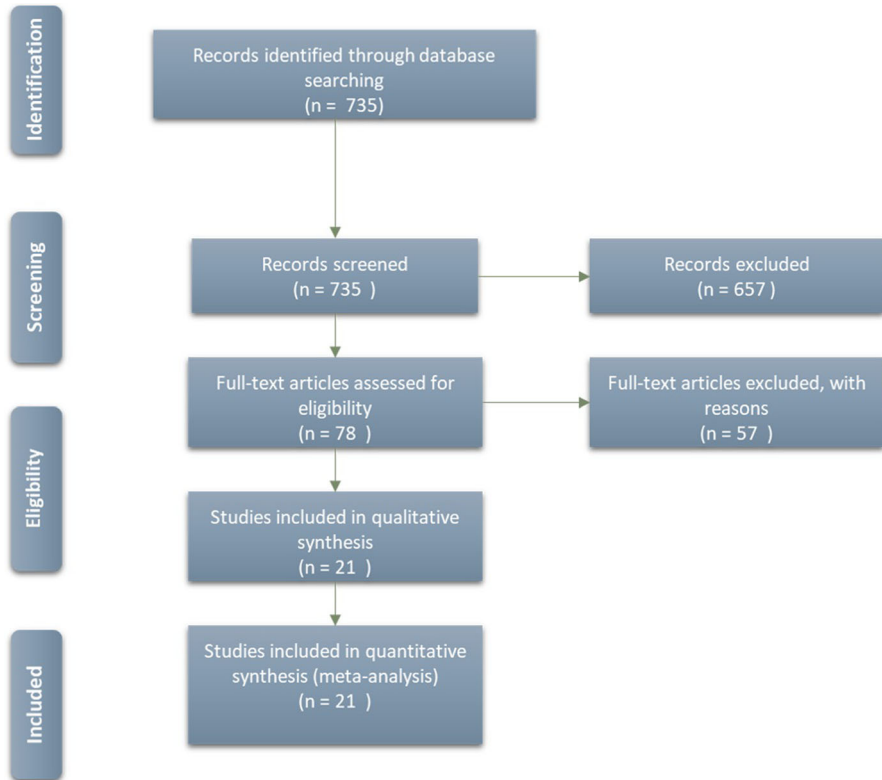 Identification
Records identified through database
searching
(n = 735)
Screening
Records screened
(n = 735 )
Records excluded
(n = 657 )
Eligibility
Full-text articles assessed for
eligibility
(n = 78 )
Full-text articles excluded, with
reasons
(n = 57 )
Studies included in qualitative
synthesis
(n = 21 )
Included
Studies included in quantitative
synthesis (meta-analysis)
(n = 21 )